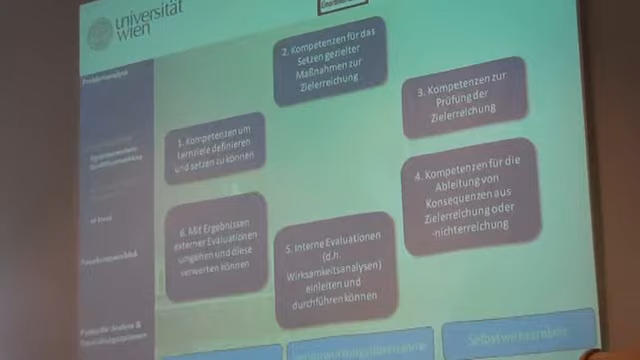 universität
wien
Problemanalyse
1. Kompetenzen um
Lernziele definieren
und setzen zu können
2. Kompetenzen für das
Setzen gezielter
Maßnahmen zur
Zielerreichung
3. Kompetenzen zur
Prüfung der
Zielerreichung
4. Kompetenzen für die
Ableitung von
Konsequenzen aus
Zielerreichung oder
-nichterreichung
5. Interne Evaluationen
(d.h.
Wirksamkeitsanalysen)
einleiten und
durchführen können
6. Mit Ergebnissen
externer Evaluationen
umgehen und diese
verwerten können